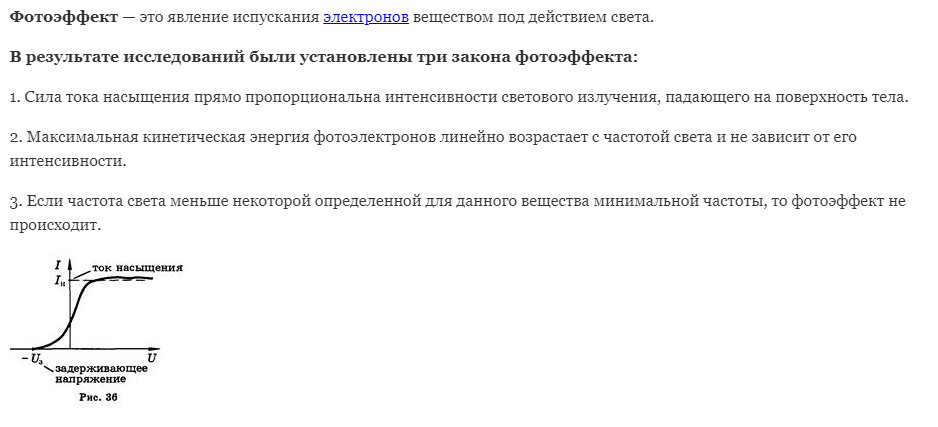 Фотоэффект — это явление испускания электронов веществом под действием света.
В результате исследований были установлены три закона фотоэффекта:
1. Сила тока насыщения прямо пропорциональна интенсивности светового излучения, падающего на поверхность тела.
2. Максимальная кинетическая энергия фотоэлектронов линейно возрастает с частотой света и не зависит от его
интенсивности.
3. Если частота света меньше некоторой определенной для данного вещества минимальной частоты, то фотоэффект не
происходит.
I ток насыщения
Iн
− Uз U
задерживающее
напряжение
Рис. 36